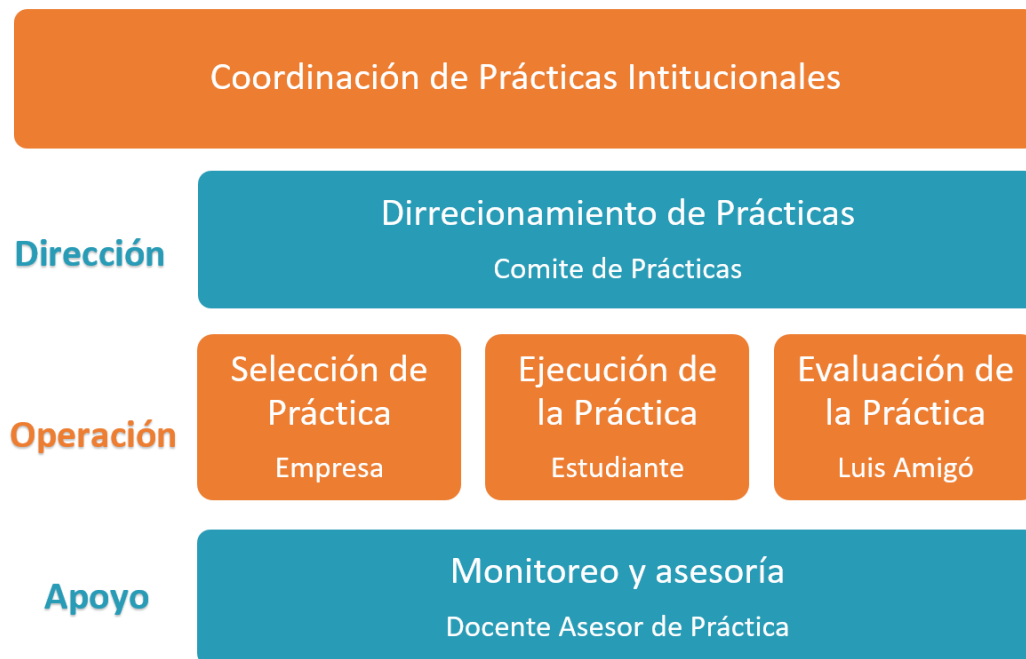 Coordinación de Prácticas Intitucionales
Dirección
Dirrecionamiento de Prácticas
Comite de Prácticas
Operación
Selección de
Práctica
Empresa
Ejecución de
la Práctica
Estudiante
Evaluación de
la Práctica
Luis Amigó
Apoyo
Monitoreo y asesoría
Docente Asesor de Práctica